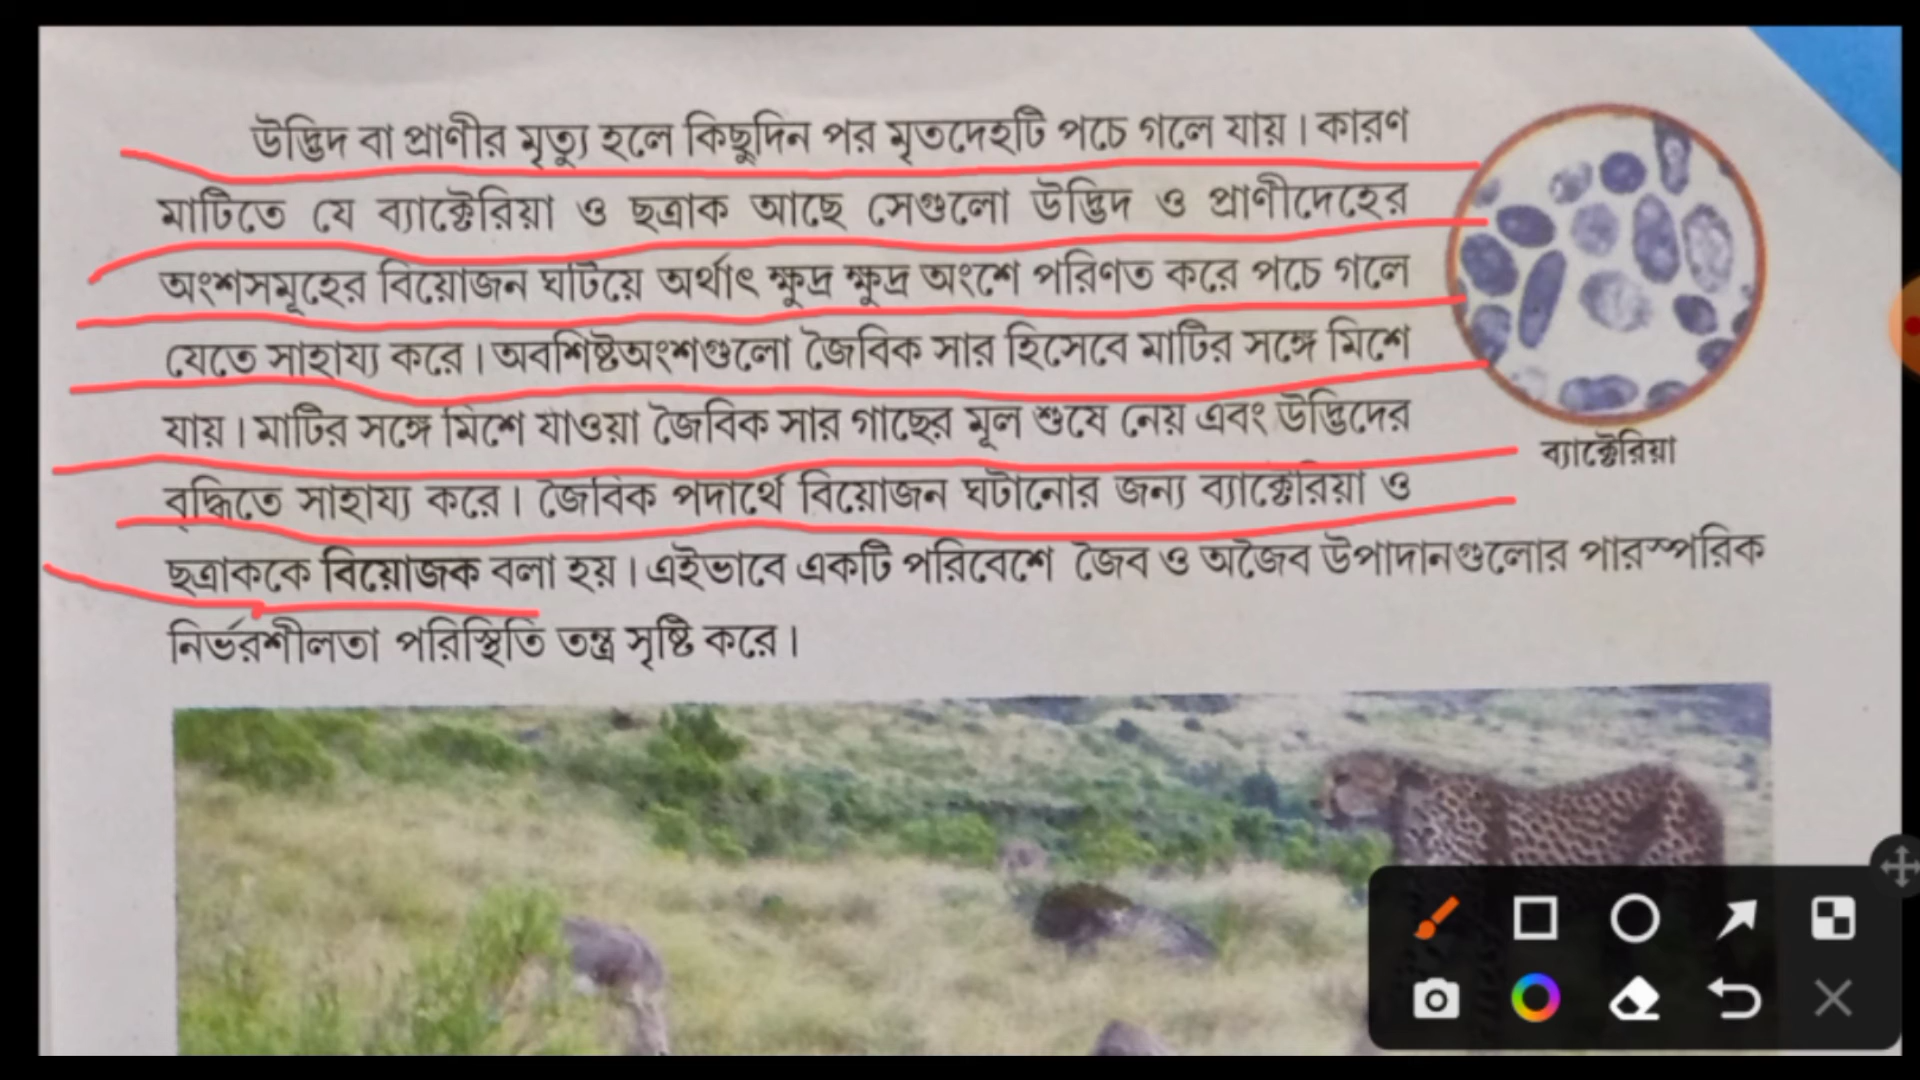 উদ্ভিদ বা প্রাণীর মৃত্যু হলে কিছুদিন পর মৃতদেহটি পচে গলে যায়। কারণ
মাটিতে যে ব্যাক্টেরিয়া ও ছত্রাক আছে সেগুলো উদ্ভিদ ও প্রাণীদেহের
অংশসমূহের বিয়োজন ঘটিয়ে অর্থাৎ ক্ষুদ্র ক্ষুদ্র অংশে পরিণত করে পচে গলে
যেতে সাহায্য করে। অবশিষ্টঅংশগুলো জৈবিক সার হিসেবে মাটির সঙ্গে মিশে
যায়। মাটির সঙ্গে মিশে যাওয়া জৈবিক সার গাছের মূল শুষে নেয় এবং উদ্ভিদের
বৃদ্ধিতে সাহায্য করে। জৈবিক পদার্থে বিয়োজন ঘটানোর জন্য ব্যাক্টেরিয়া ও
ছত্রাককে বিয়োজক বলা হয়। এইভাবে একটি পরিবেশে জৈব ও অজৈব উপাদানগুলোর পারস্পরিক
নির্ভরশীলতা পরিস্থিতি তন্ত্র সৃষ্টি করে।
ব্যাক্টেরিয়া